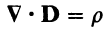 ∇ · D = ρ